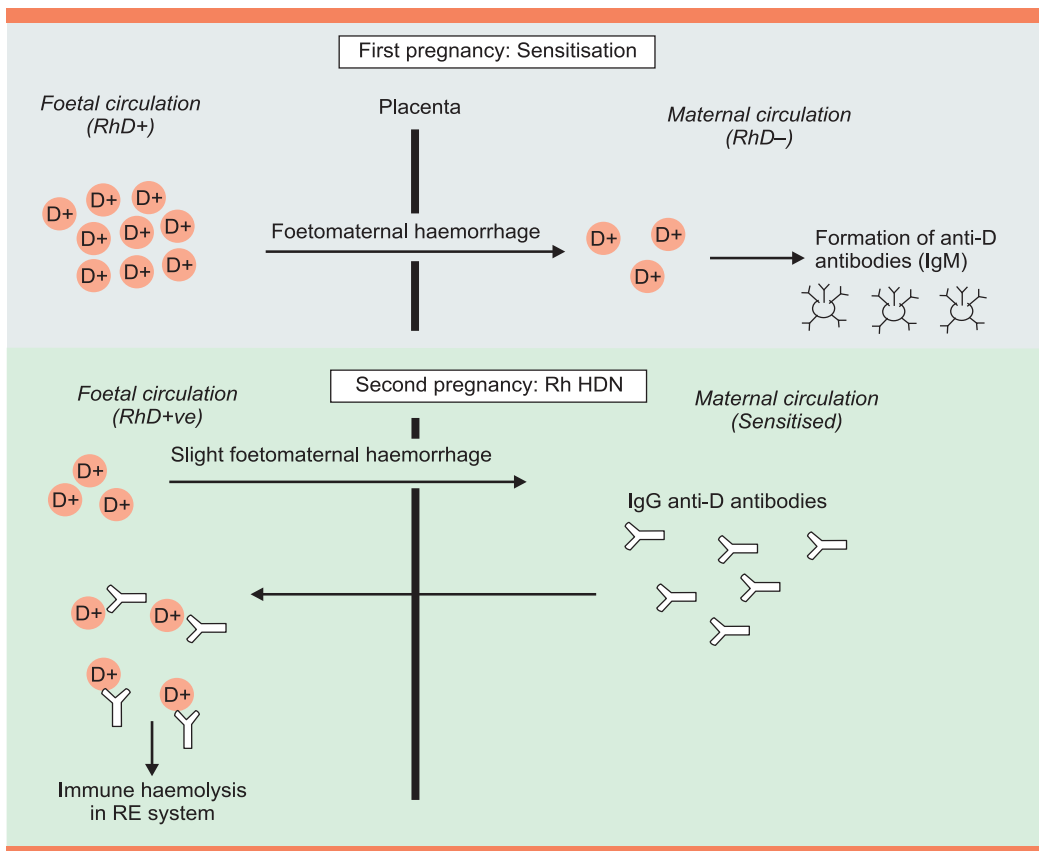 First pregnancy: Sensitisation
Foetal circulation
(RhD+)
Placenta
Maternal circulation
(RhD–)
D+ D+ D+
D+ D+ D+
D+ D+ D+
Foetomaternal haemorrhage
D+ D+
D+
Formation of anti-D
antibodies (IgM)
Second pregnancy: Rh HDN
Foetal circulation
(RhD+ve)
Maternal circulation
(Sensitised)
Slight foetomaternal haemorrhage
D+
D+ D+
IgG anti-D antibodies
D+ D+
D+ D+
Immune haemolysis
in RE system